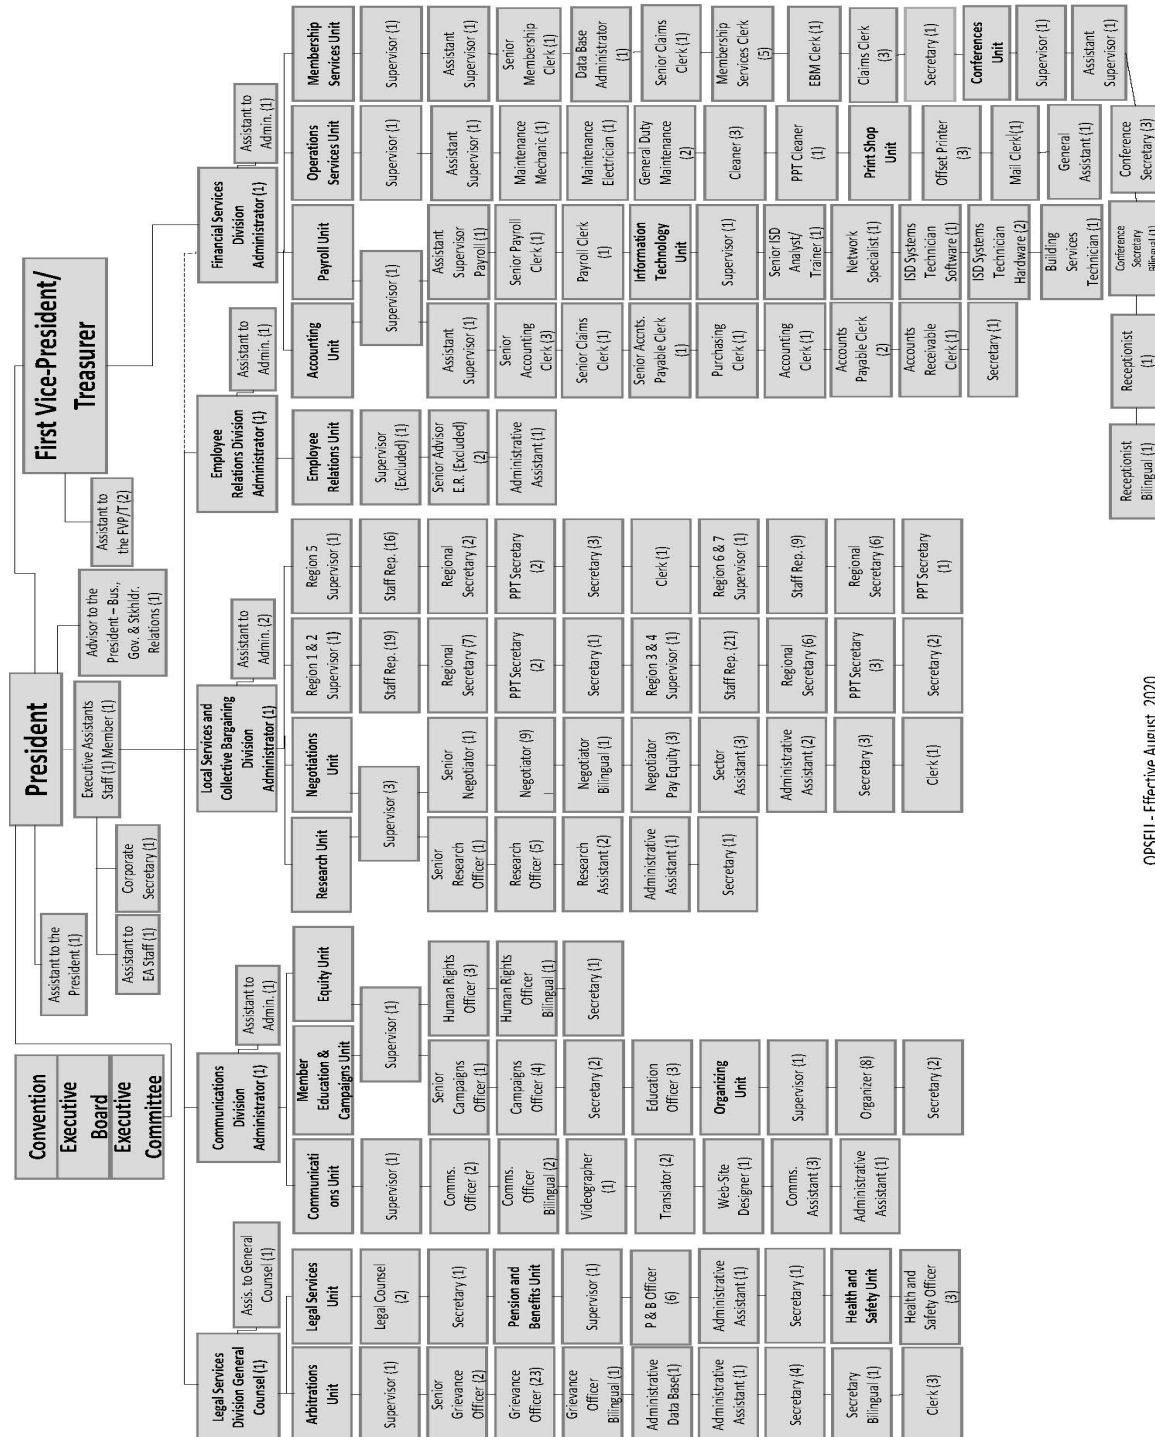 Convention
Executive
Board
Executive
Committee
President
First Vice-President/
Treasurer
Assistant to the
President (1)
Assistant to
EA Staff (1)
Corporate
Secretary (1)
Executive Assistants
Staff (1) Member (1)
Advisor to the
President – Bus.,
Gov. & Stkhldr.
Relations (1)
Assistant to
the FVP/T (2)
Legal Services
Division General
Counsel (1)
Assis. to General
Counsel (1)
Arbitrations
Unit
Supervisor (1)
Senior
Grievance
Officer (2)
Grievance
Officer (23)
Grievance
Officer
Bilingual (1)
Administrative
Data Base(1)
Administrative
Assistant (1)
Secretary (4)
Secretary
Bilingual (1)
Clerk (3)
Legal Services
Unit
Legal Counsel
(2)
Secretary (1)
Pension and
Benefits Unit
Supervisor (1)
P & B Officer
(6)
Administrative
Assistant (1)
Secretary (1)
Health and
Safety Unit
Health and
Safety Officer
(3)
Communications
Division
Administrator (1)
Assistant to
Admin. (1)
Communicati
ons Unit
Supervisor (1)
Comms.
Officer (2)
Comms.
Officer
Bilingual (2)
Videographer
(1)
Translator (2)
Web-Site
Designer (1)
Comms.
Assistant (3)
Administrative
Assistant (1)
Member
Education &
Campaigns Unit
Equity Unit
Supervisor (1)
Senior
Campaigns
Officer (1)
Campaigns
Officer (4)
Secretary (2)
Education
Officer (3)
Organizing
Unit
Supervisor (1)
Organizer (8)
Secretary (2)
Human Rights
Officer (3)
Human Rights
Officer
Bilingual (1)
Secretary (1)
Local Services and
Collective Bargaining
Division
Administrator (1)
Assistant to
Admin. (2)
Research Unit
Negotiations
Unit
Supervisor (3)
Senior
Research
Officer (1)
Research
Officer (5)
Research
Assistant (2)
Administrative
Assistant (1)
Secretary (1)
Senior
Negotiator (1)
Negotiator (9)
Negotiator
Bilingual (1)
Negotiator
Pay Equity (3)
Sector
Assistant (3)
Administrative
Assistant (2)
Secretary (3)
Clerk (1)
Region 1 & 2
Supervisor (1)
Staff Rep. (19)
Regional
Secretary (7)
PPT Secretary
(2)
Secretary (1)
Region 3 & 4
Supervisor (1)
Staff Rep. (21)
Regional
Secretary (6)
PPT Secretary
(3)
Secretary (2)
Region 5
Supervisor (1)
Staff Rep. (16)
Regional
Secretary (2)
PPT Secretary
(2)
Secretary (3)
Clerk (1)
Region 6 & 7
Supervisor (1)
Staff Rep. (9)
Regional
Secretary (6)
PPT Secretary
(1)
Employee
Relations Division
Administrator (1)
Assistant to
Admin. (1)
Employee
Relations Unit
Supervisor
(Excluded) (1)
Senior Advisor
E.R. (Excluded)
(2)
Administrative
Assistant (1)
Financial Services
Division
Administrator (1)
Assistant to
Admin. (1)
Accounting
Unit
Payroll Unit
Supervisor (1)
Assistant
Supervisor (1)
Senior
Accounting
Clerk (3)
Senior Claims
Clerk (1)
Senior Accnts.
Payable Clerk
(1)
Purchasing
Clerk (1)
Accounting
Clerk (1)
Accounts
Payable Clerk
(2)
Accounts
Receivable
Clerk (1)
Secretary (1)
Assistant
Supervisor
Payroll (1)
Senior Payroll
Clerk (1)
Payroll Clerk
(1)
Information
Technology
Unit
Supervisor (1)
Senior ISD
Analyst/
Trainer (1)
Network
Specialist (1)
ISD Systems
Technician
Software (1)
ISD Systems
Technician
Hardware (2)
Building
Services
Technician (1)
Operations
Services Unit
Supervisor (1)
Assistant
Supervisor (1)
Maintenance
Mechanic (1)
Maintenance
Electrician (1)
General Duty
Maintenance
(2)
Cleaner (3)
PPT Cleaner
(1)
Print Shop
Unit
Offset Printer
(3)
Mail Clerk(1)
General
Assistant (1)
Membership
Services Unit
Supervisor (1)
Assistant
Supervisor (1)
Senior
Membership
Clerk (1)
Data Base
Administrator
(1)
Senior Claims
Clerk (1)
Membership
Services Clerk
(5)
EBM Clerk (1)
Claims Clerk
(3)
Secretary (1)
Conferences
Unit
Supervisor (1)
Assistant
Supervisor (1)
Receptionist
Bilingual (1)
Receptionist
(1)
Conference
Secretary
Bilingual (1)
Conference
Secretary (3)
OPSEU - Effective August, 2020